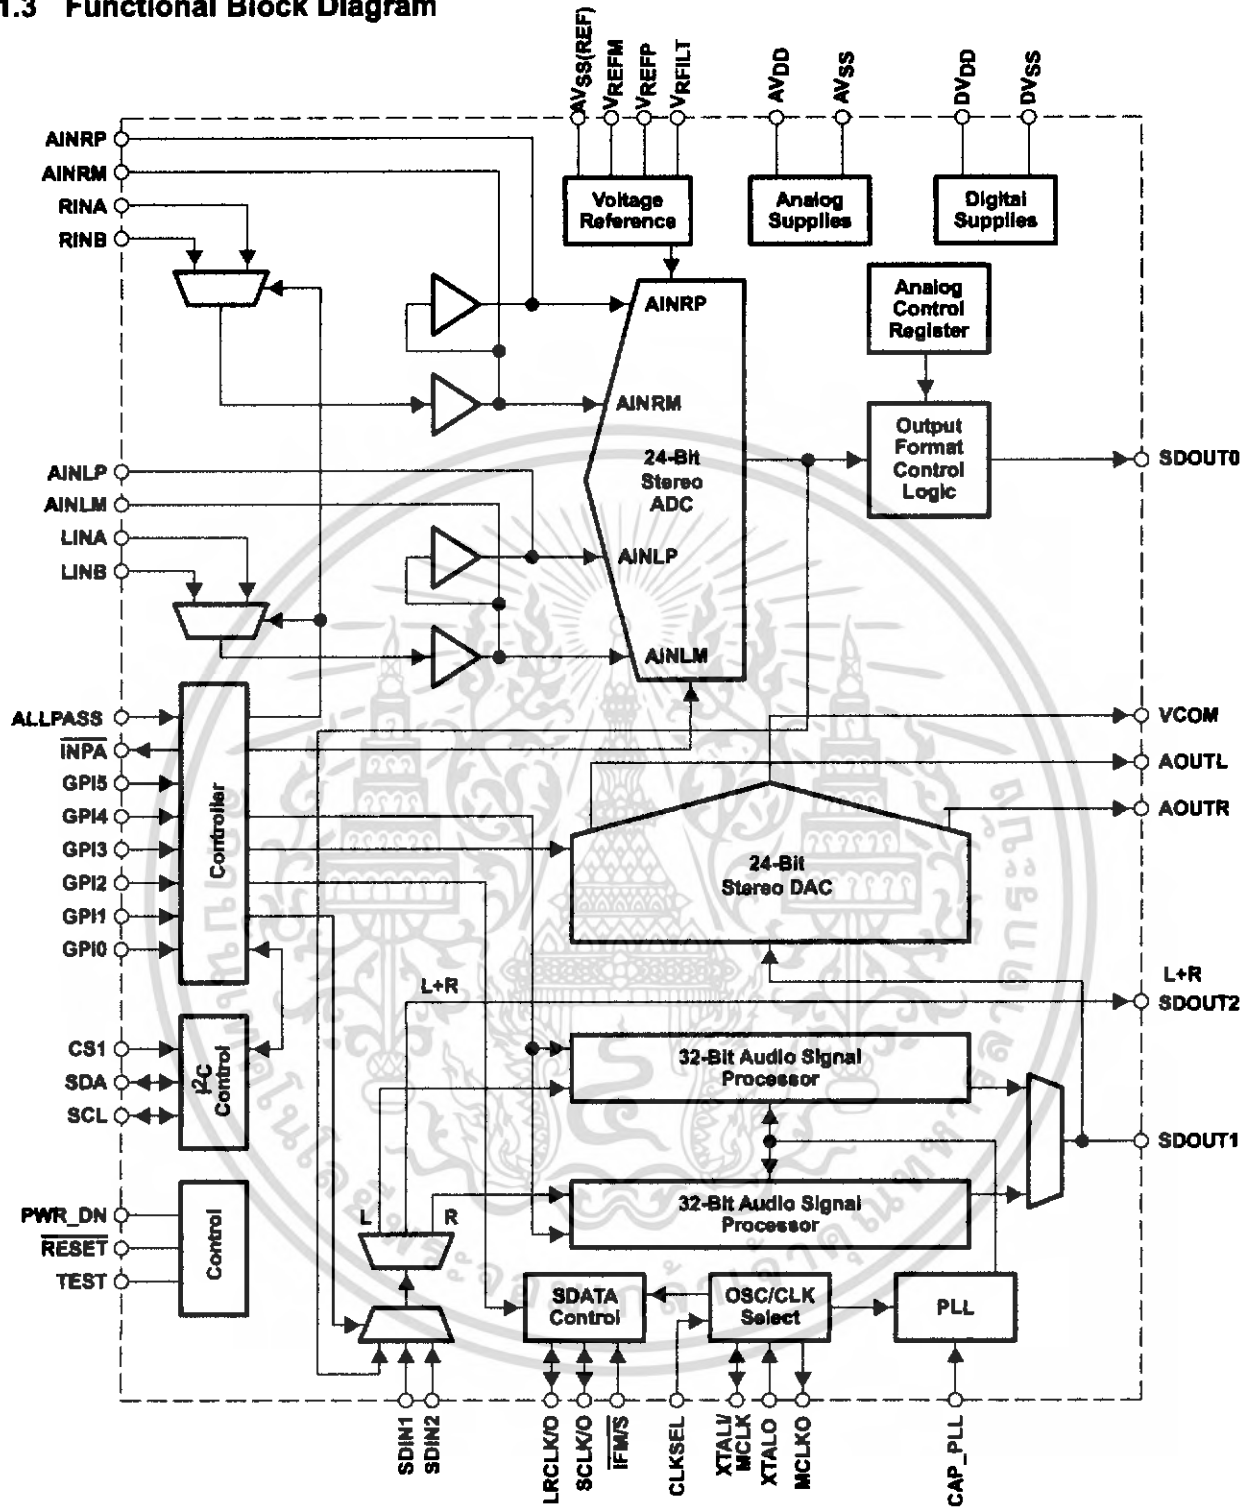 1.3 Functional Block Diagram
AVSS(REF)
VREFM
VREFP
VRFILT
AVDD
AVSS
DVDD
DVSS
AINRP
AINRM
RINA
RINB
Voltage
Reference
Analog
Supplies
Digital
Supplies
AINRP
Analog
Control
Register
AINRM
Output
Format
Control
Logic
24-Bit
Stereo
ADC
SDOUT0
AINLP
AINLM
LINA
LINB
AINLP
AINLM
ALLPASS
INPA
GPI5
GPI4
GPI3
GPI2
GPI1
GPI0
Controller
VCOM
AOUTL
AOUTR
24-Bit
Stereo DAC
L+R
L+R
SDOUT2
CS1
SDA
SCL
I2C
Control
32-Bit Audio Signal
Processor
SDOUT1
32-Bit Audio Signal
Processor
PWR_DN
RESET
TEST
Control
L
R
SDATA
Control
OSC/CLK
Select
PLL
SDIN1
SDIN2
LRCLK/O
SCLK/O
IFM/S
CLKSEL
XTALI/
MCLK
XTALO
MCLKO
CAP_PLL